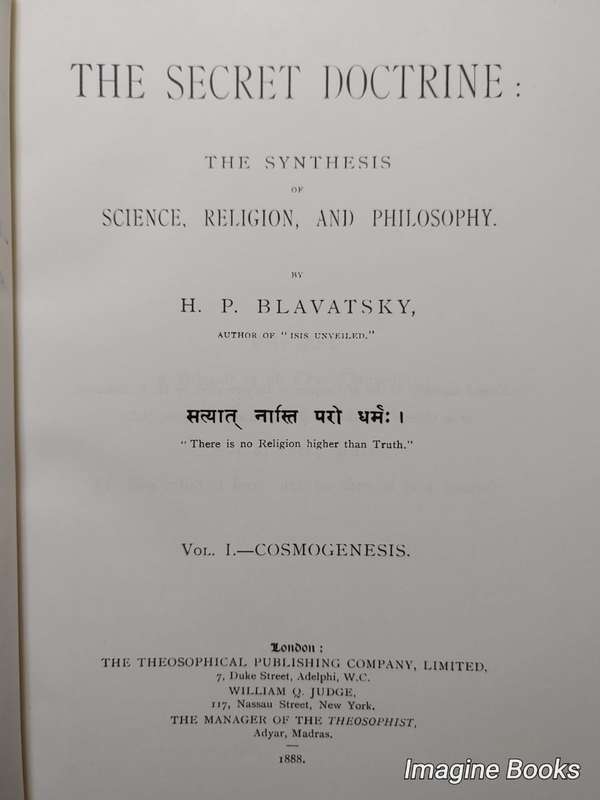 THE SECRET DOCTRINE:
THE SYNTHESIS
OF
SCIENCE, RELIGION, AND PHILOSOPHY.
BY
H. P. BLAVATSKY,
AUTHOR OF "ISIS UNVEILED."
सत्यात् नास्ति परो धर्मः।
"There is no Religion higher than Truth."
VOL. I.—COSMOGENESIS.
London:
THE THEOSOPHICAL PUBLISHING COMPANY, LIMITED,
7, Duke Street, Adelphi, W.C.
WILLIAM Q. JUDGE,
117, Nassau Street, New York.
THE MANAGER OF THE THEOSOPHIST,
Adyar, Madras.
1888.
Imagine Books